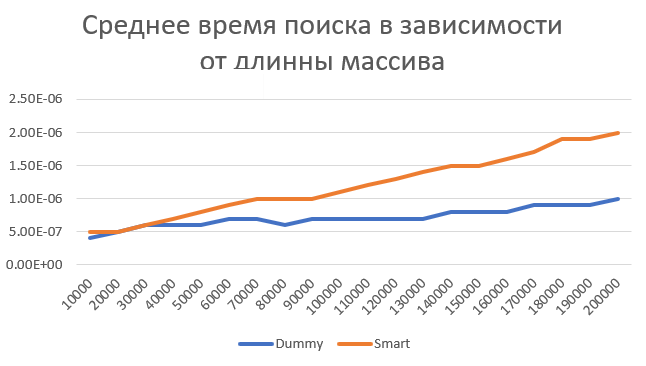 Среднее время поиска в зависимости
от длинны массива
2.50E-06
2.00E-06
1.50E-06
1.00E-06
5.00E-07
0.00E+00
10000
20000
30000
40000
50000
60000
70000
80000
90000
100000
110000
120000
130000
140000
150000
160000
170000
180000
190000
200000
Dummy
Smart